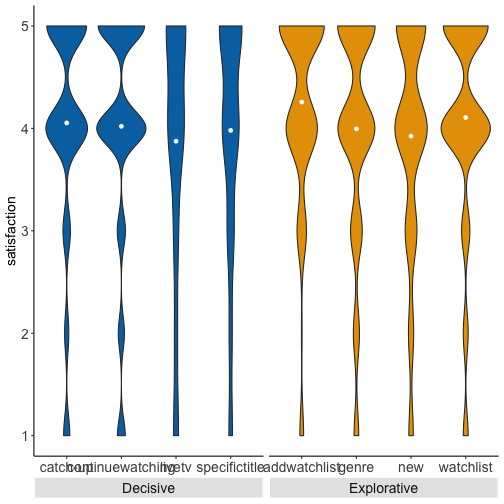 5
4
3
2
1
satisfaction
catchup continuewatching livetv specifictitle addwatchlist genre new watchlist
Decisive Explorative